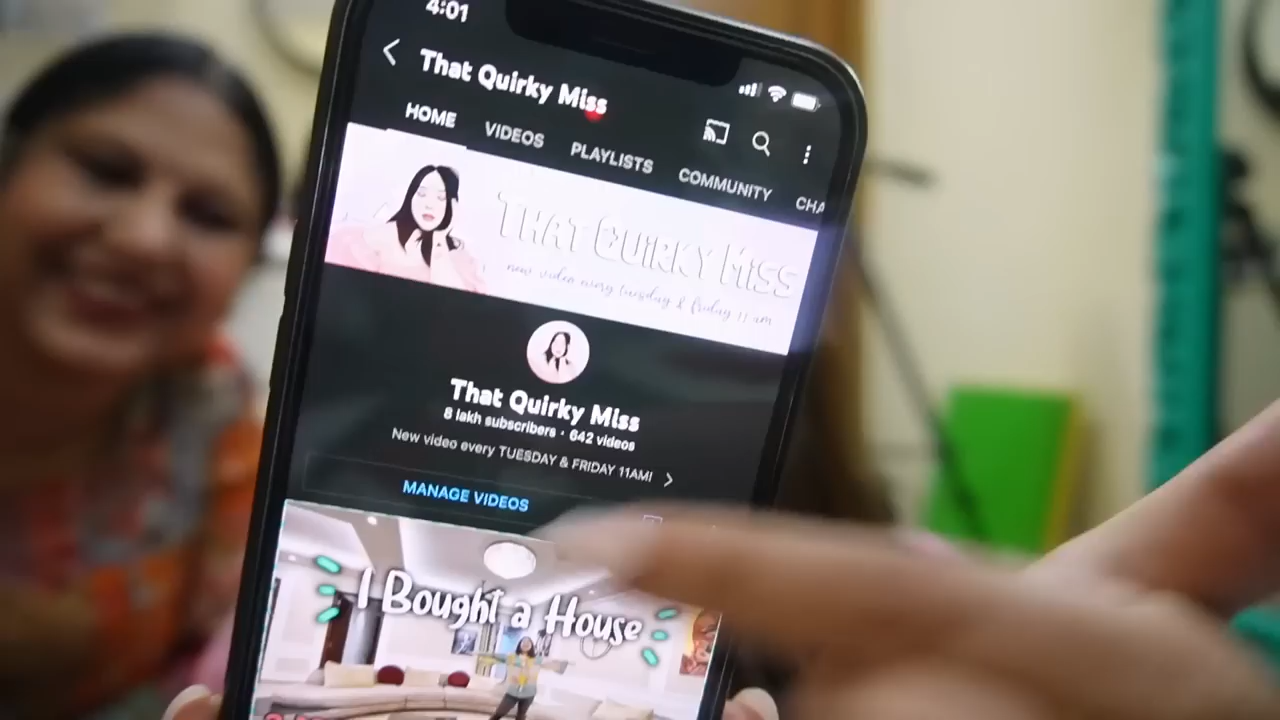 4:01
That Quirky Miss
HOME VIDEOS PLAYLISTS COMMUNITY CHA
THAT QUIRKY MISS
new video every tuesday & friday 11 am
That Quirky Miss
8 lakh subscribers • 642 videos
New video every TUESDAY & FRIDAY 11AM!
MANAGE VIDEOS
I Bought a House